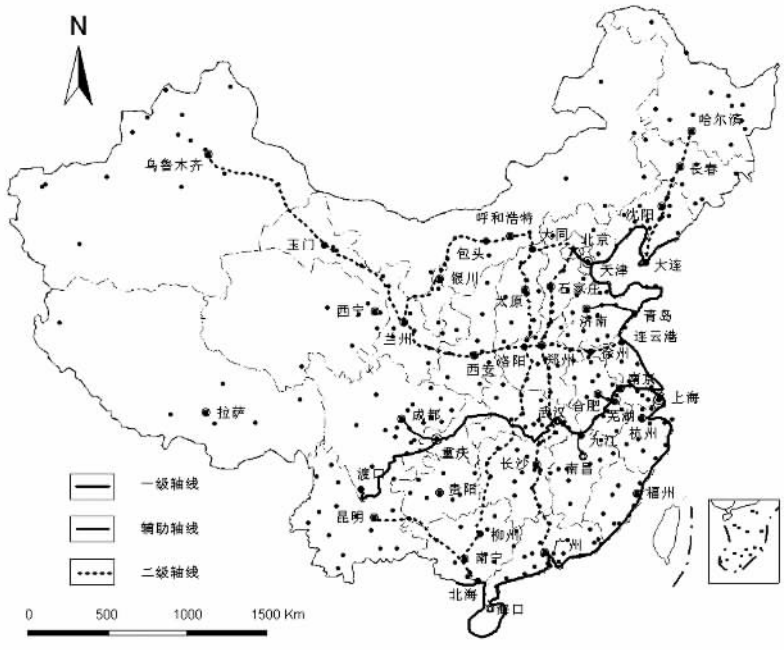 N
哈尔滨
长春
乌鲁木齐
沈阳
呼和浩特
大同
北京
玉门
包头
天津
大连
银川
石家庄
太原
西宁
济南
青岛
兰州
连云港
西安
洛阳
郑州
徐州
南京
合肥
上海
拉萨
成都
武汉
芜湖
杭州
九江
重庆
长沙
南昌
渡口
一级轴线
贵阳
福州
昆明
辅助轴线
柳州
广州
南宁
二级轴线
北海
海口
0 500 1000 1500 Km